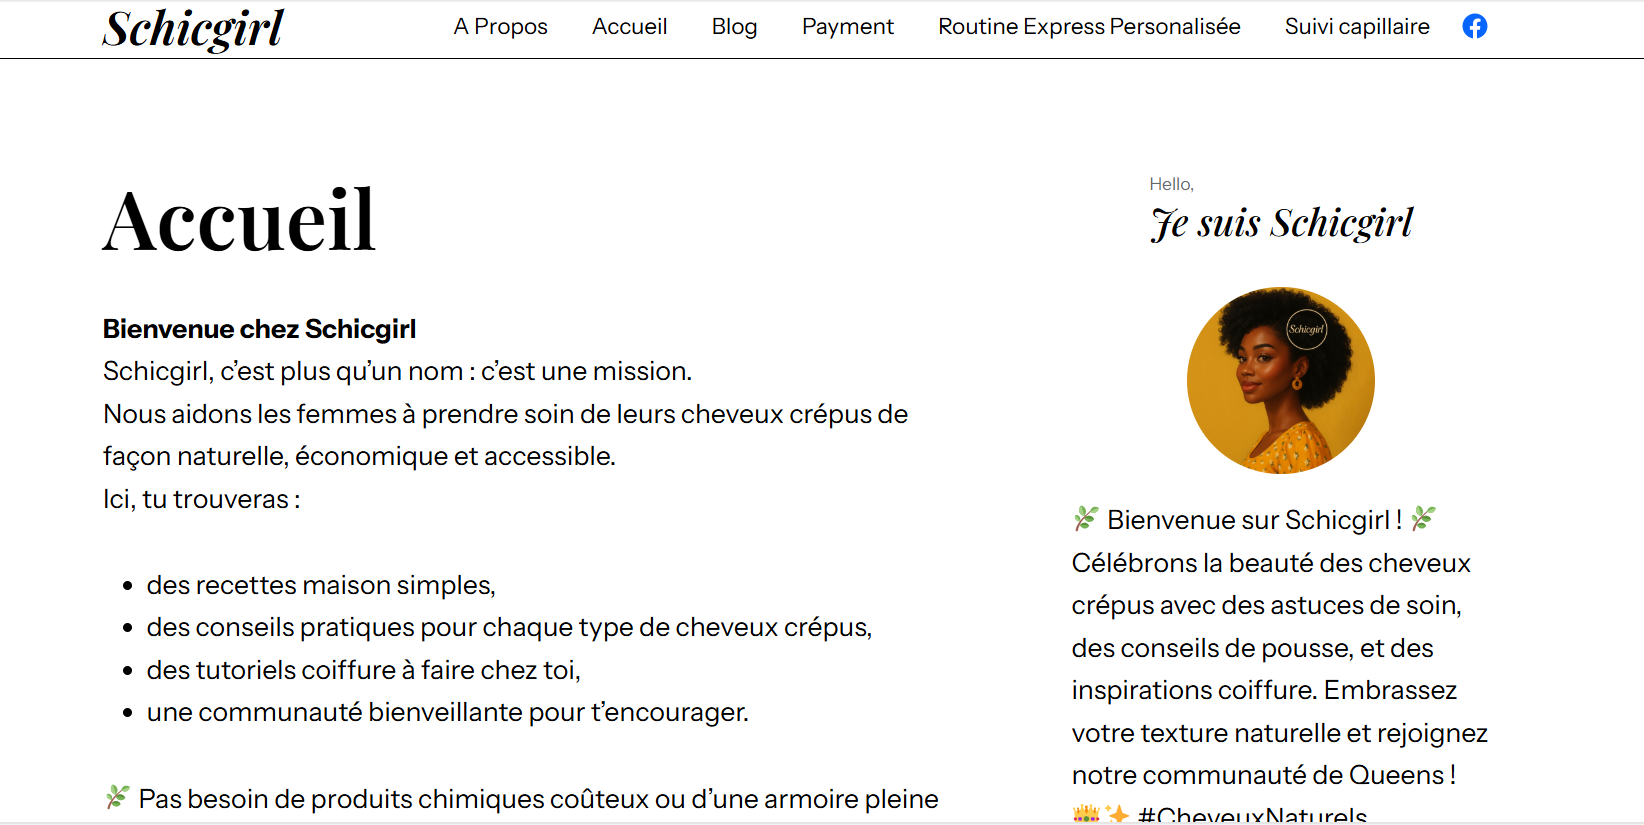 Schicgirl
A Propos
Accueil
Blog
Payment
Routine Express Personalisée
Suivi capillaire
Accueil
Bienvenue chez Schicgirl
Schicgirl, c’est plus qu’un nom : c’est une mission.
Nous aidons les femmes à prendre soin de leurs cheveux crépus de
façon naturelle, économique et accessible.
Ici, tu trouveras :
• des recettes maison simples,
• des conseils pratiques pour chaque type de cheveux crépus,
• des tutoriels coiffure à faire chez toi,
• une communauté bienveillante pour t’encourager.
🌿 Pas besoin de produits chimiques coûteux ou d’une armoire pleine
Hello,
Je suis Schicgirl
Schicgirl
🌿 Bienvenue sur Schicgirl ! 🌿
Célébrons la beauté des cheveux
crépus avec des astuces de soin,
des conseils de pousse, et des
inspirations coiffure. Embrassez
votre texture naturelle et rejoignez
notre communauté de Queens !
👑✨ #CheveuxNaturels